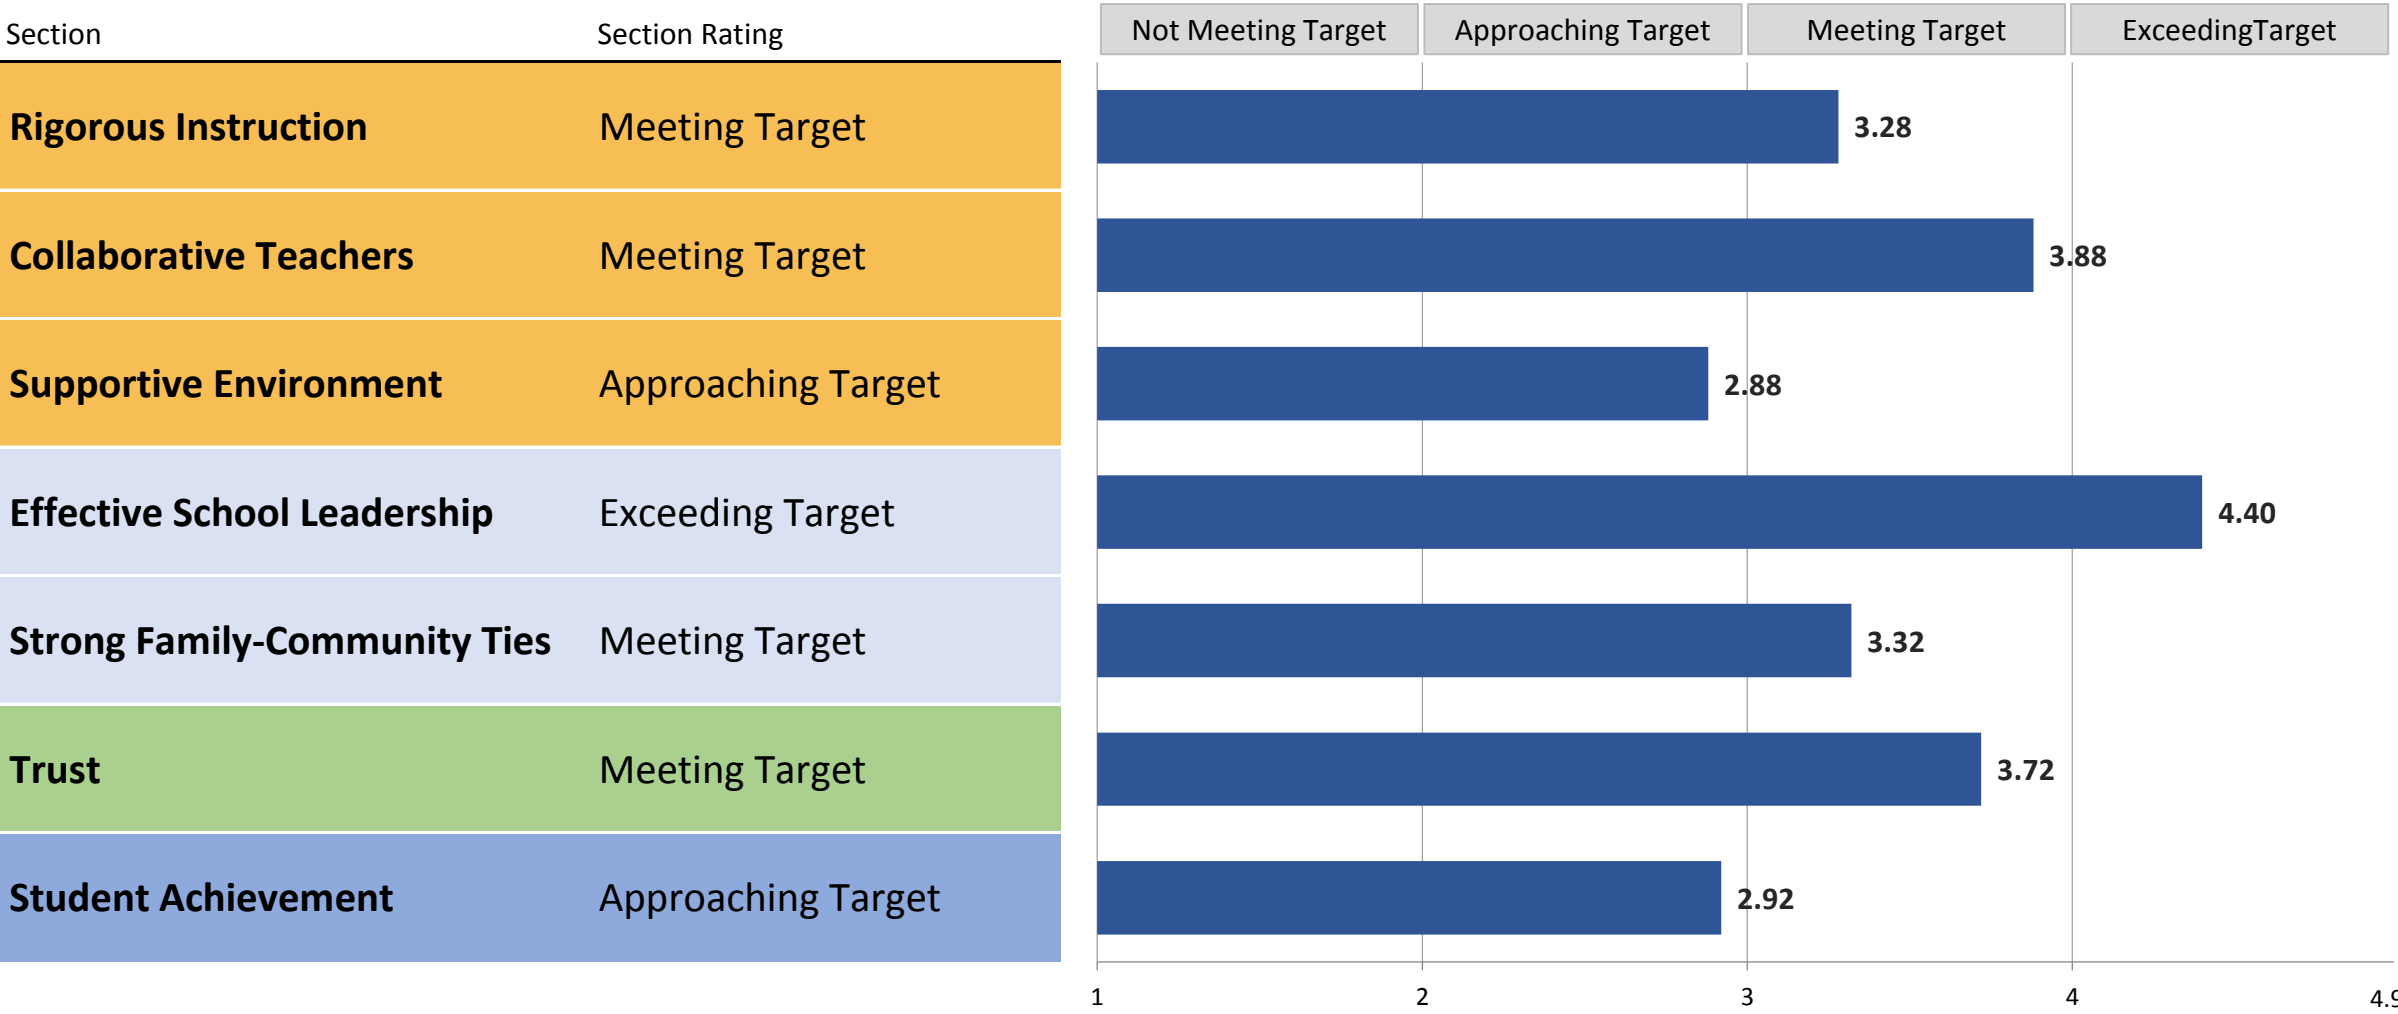 Section Section Rating Not Meeting Target Approaching Target Meeting Target ExceedingTarget
Rigorous Instruction Meeting Target 3.28
Collaborative Teachers Meeting Target 3.88
Supportive Environment Approaching Target 2.88
Effective School Leadership Exceeding Target 4.40
Strong Family-Community Ties Meeting Target 3.32
Trust Meeting Target 3.72
Student Achievement Approaching Target 2.92
1 2 3 4 4.9